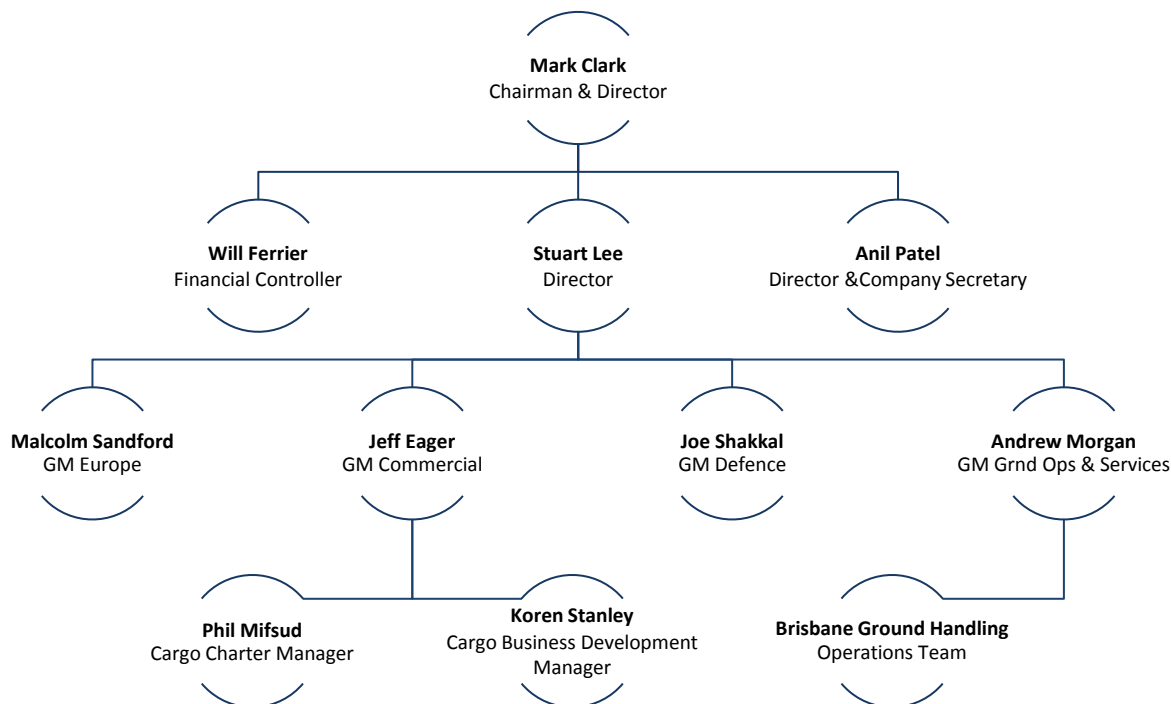 Mark Clark
Chairman & Director
Will Ferrier
Financial Controller
Stuart Lee
Director
Anil Patel
Director &Company Secretary
Malcolm Sandford
GM Europe
Jeff Eager
GM Commercial
Joe Shakkal
GM Defence
Andrew Morgan
GM Grnd Ops & Services
Phil Mifsud
Cargo Charter Manager
Koren Stanley
Cargo Business Development
Manager
Brisbane Ground Handling
Operations Team